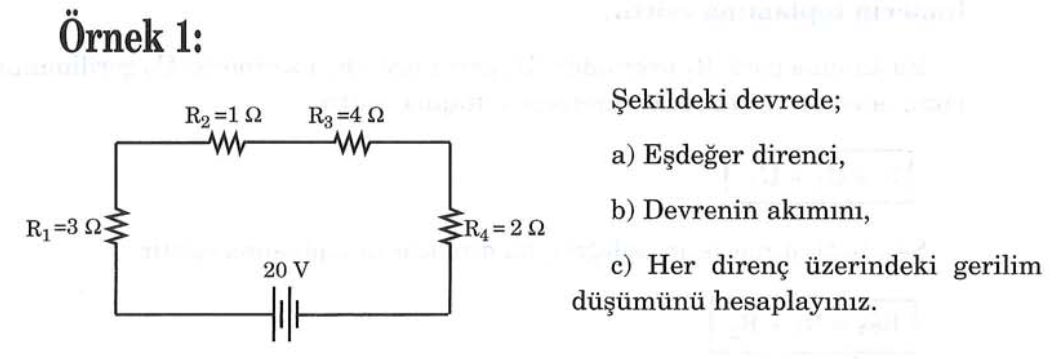 Örnek 1:
R2=1 Ω R3=4 Ω
R1=3 Ω
R4=2 Ω
20 V
Şekildeki devrede;
a) Eşdeğer direnci,
b) Devrenin akımını,
c) Her direnç üzerindeki gerilim
düşümünü hesaplayınız.